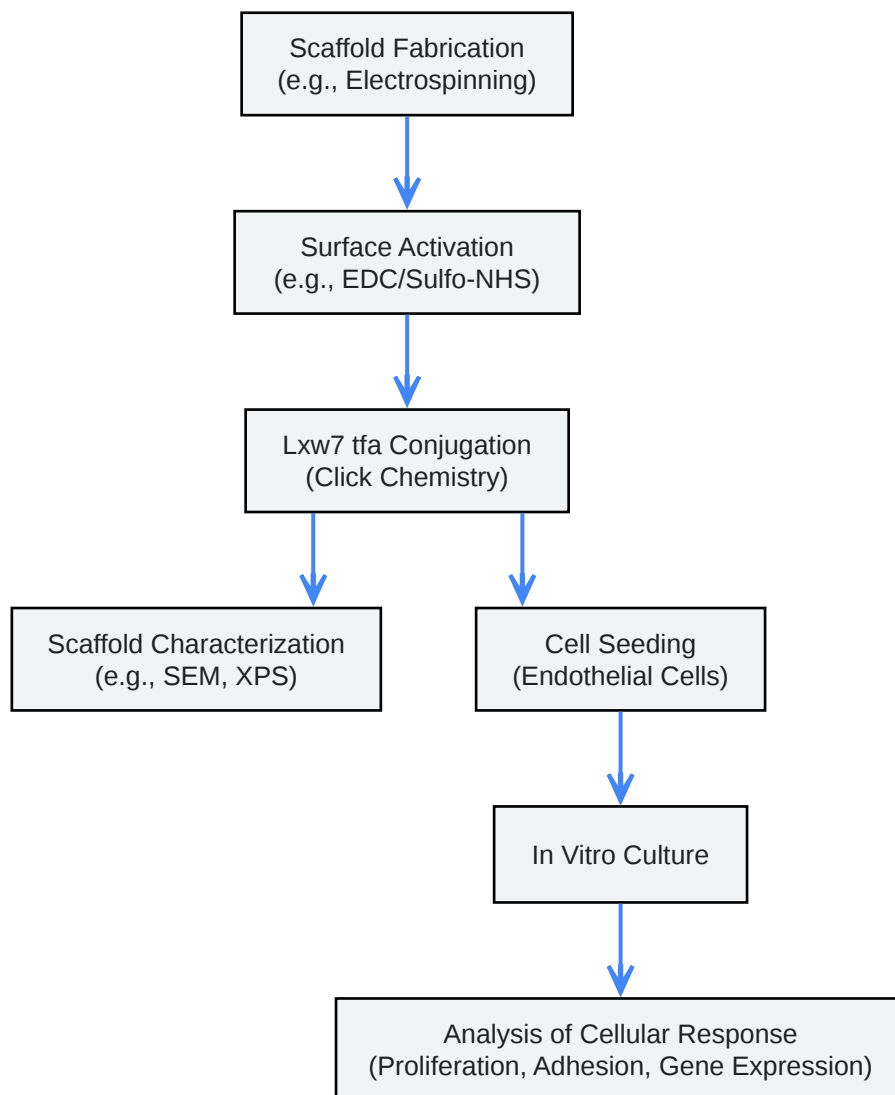 Scaffold Fabrication
(e.g., Electrospinning)
Surface Activation
(e.g., EDC/Sulfo-NHS)
Lxw7 tfa Conjugation
(Click Chemistry)
Scaffold Characterization
(e.g., SEM, XPS)
Cell Seeding
(Endothelial Cells)
In Vitro Culture
Analysis of Cellular Response
(Proliferation, Adhesion, Gene Expression)